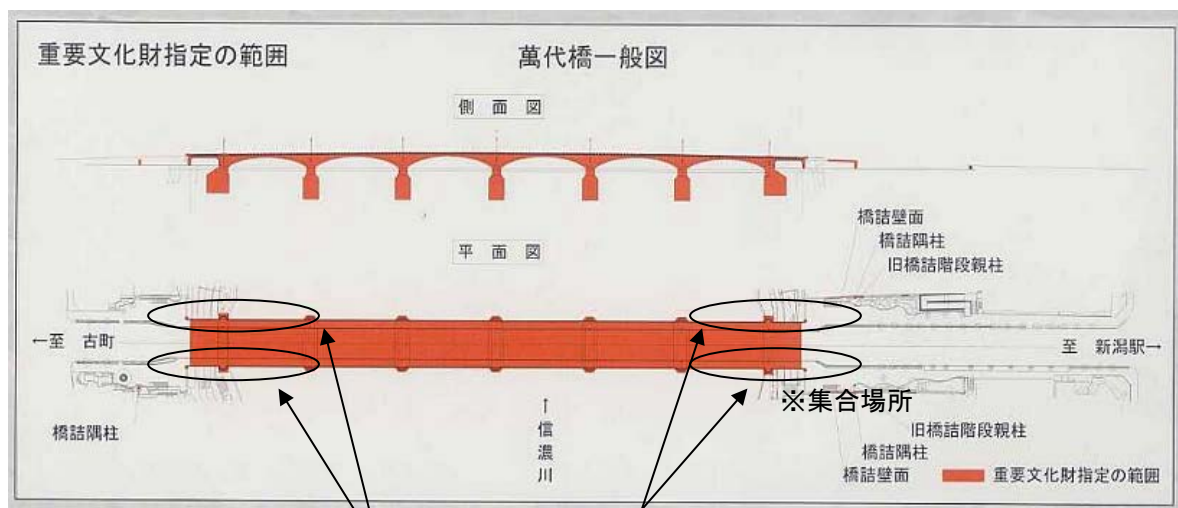 重要文化財指定の範囲
萬代橋一般図
側面図
平面図
橋詰壁面
橋詰隅柱
旧橋詰階段親柱
←至 古町
至 新潟駅→
※集合場所
橋詰隅柱
↑信濃川
旧橋詰階段親柱
橋詰隅柱
橋詰壁面
重要文化財指定の範囲